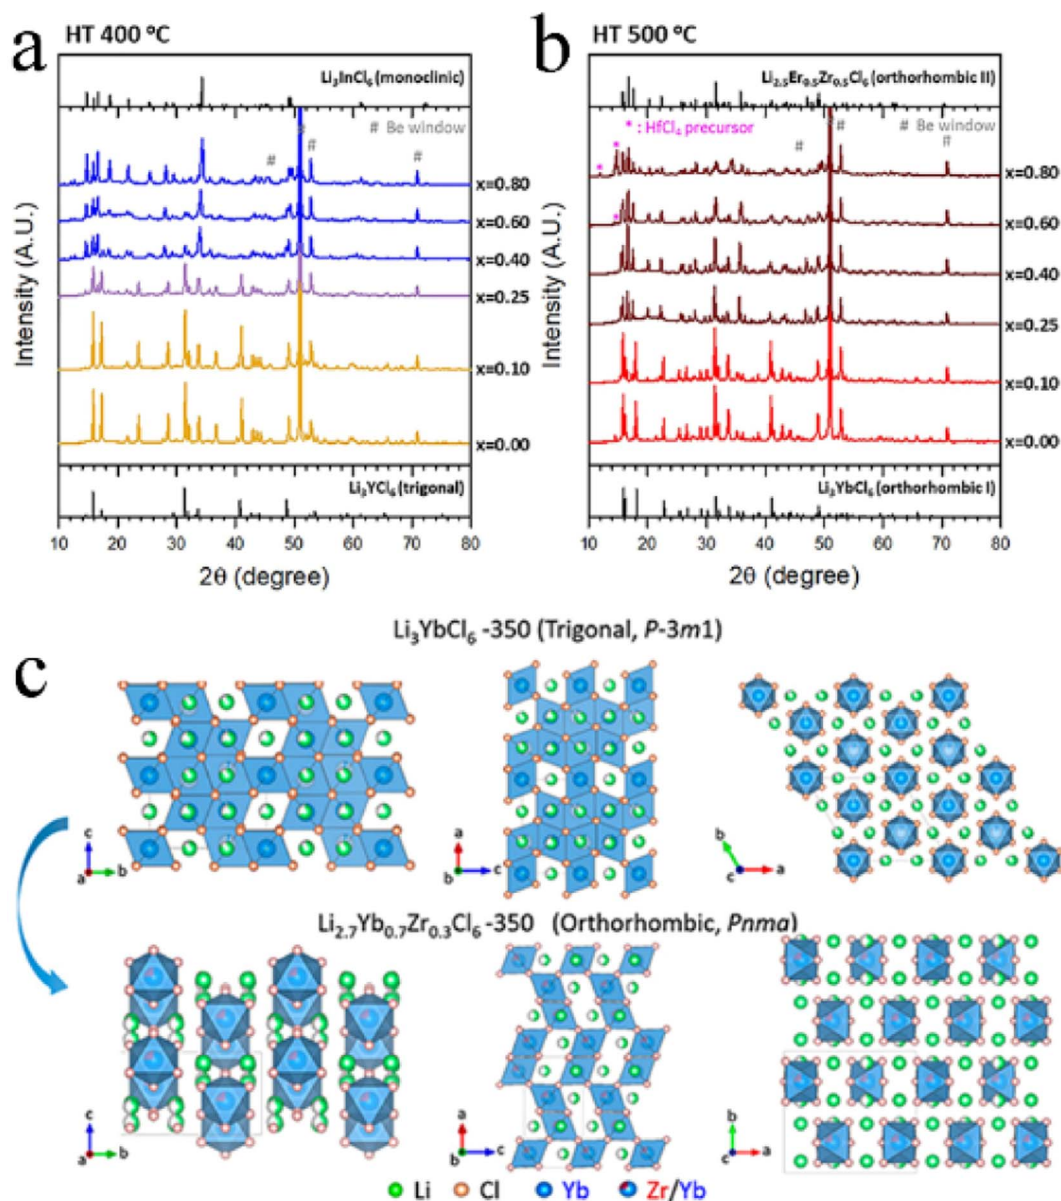 a HT 400 °C
Li₃InCl₆ (monoclinic)
# Be window
#
#
#
#
x=0.80
x=0.60
x=0.40
x=0.25
x=0.10
x=0.00
Intensity (A.U.)
Li₃YCl₆ (trigonal)
10 20 30 40 50 60 70 80
2θ (degree)
b HT 500 °C
Li₂.₅Er₀.₅Zr₀.₅Cl₆ (orthorhombic II)
* : HfCl₄ precursor
# Be window
#
#
#
*
*
*
x=0.80
x=0.60
x=0.40
x=0.25
x=0.10
x=0.00
Intensity (A.U.)
Li₃YbCl₆ (orthorhombic I)
10 20 30 40 50 60 70 80
2θ (degree)
Li₃YbCl₆ -350 (Trigonal, P-3m1)
c
c
a b
a
b c
b
c a
Li₂.₇Yb₀.₇Zr₀.₃Cl₆ -350 (Orthorhombic, Pnma)
c
a b
a
b c
b
c a
Li Cl Yb Zr/Yb